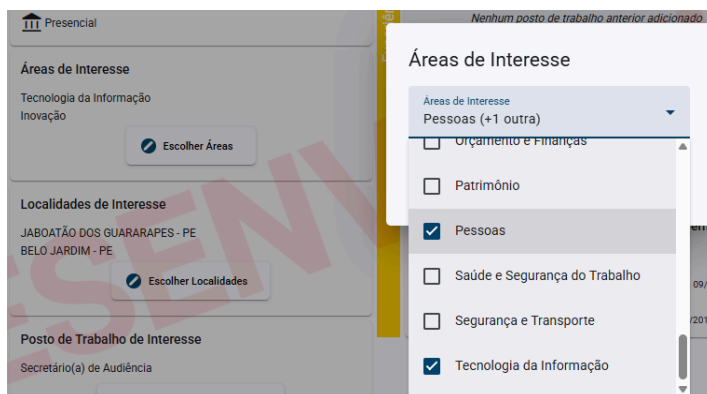 Presencial
Nenhum posto de trabalho anterior adicionado
Áreas de Interesse
Tecnologia da Informação
Inovação
Escolher Áreas
Localidades de Interesse
JABOATÃO DOS GUARARAPES - PE
BELO JARDIM - PE
Escolher Localidades
Posto de Trabalho de Interesse
Secretário(a) de Audiência
Áreas de Interesse
Áreas de Interesse
Pessoas (+1 outra)
Orçamento e Finanças
Patrimônio
Pessoas
Saúde e Segurança do Trabalho
Segurança e Transporte
Tecnologia da Informação
09/
/201
ESENV